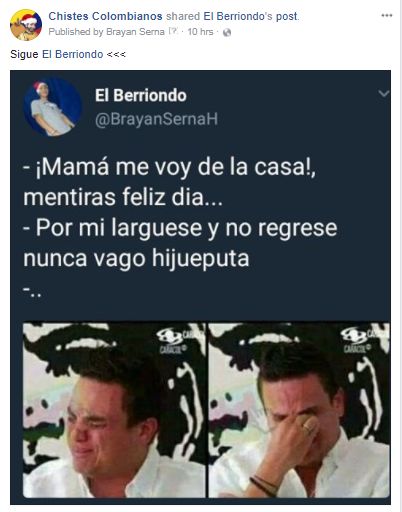 Chistes Colombianos shared El Berriondo's post.
Published by Brayan Serna [?] · 10 hrs ·
Sigue El Berriondo <<<
El Berriondo
@BrayanSernaH
- ¡Mamá me voy de la casa!,
mentiras feliz dia...
- Por mi larguese y no regrese
nunca vago hijueputa
-..
CARACOL
CARACOL